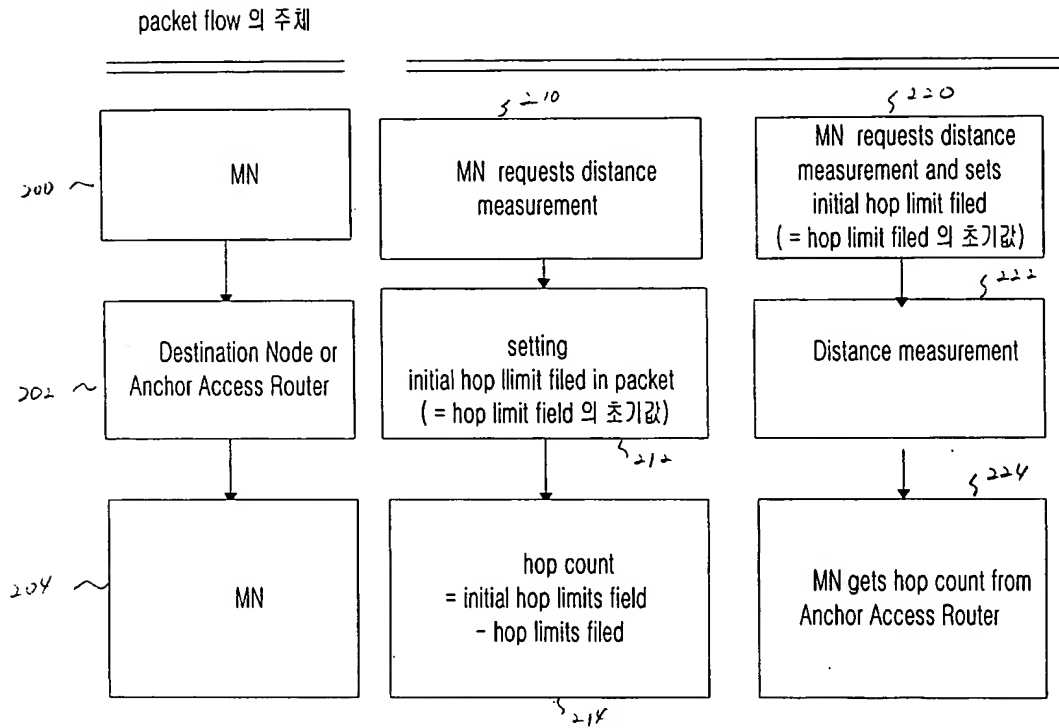 packet flow 의 주체
210
220
200
MN
MN requests distance
measurement
MN requests distance
measurement and sets
initial hop limit filed
( = hop limit filed 의 초기값)
222
202
Destination Node or
Anchor Access Router
setting
initial hop Llimit filed in packet
( = hop limit field 의 초기값)
Distance measurement
212
224
204
MN
hop count
= initial hop limits field
- hop limits filed
MN gets hop count from
Anchor Access Router
214